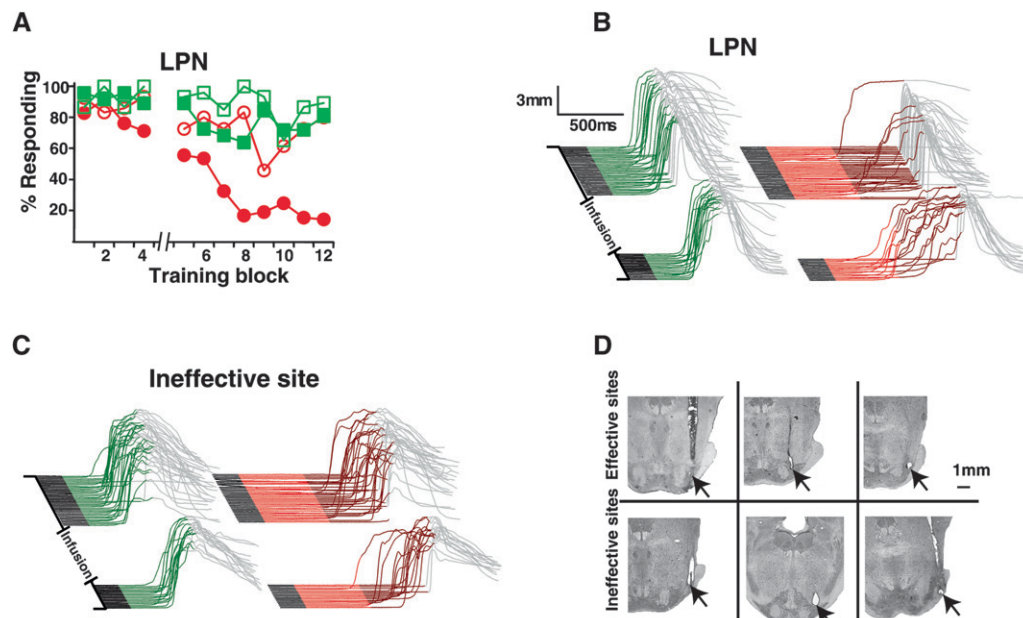 A
LPN
% Responding
100
80
60
40
20
2 4 6 8 10 12
Training block
B
LPN
3mm
500ms
Infusion
C
Ineffective site
Infusion
D
Effective sites
Ineffective sites
1mm